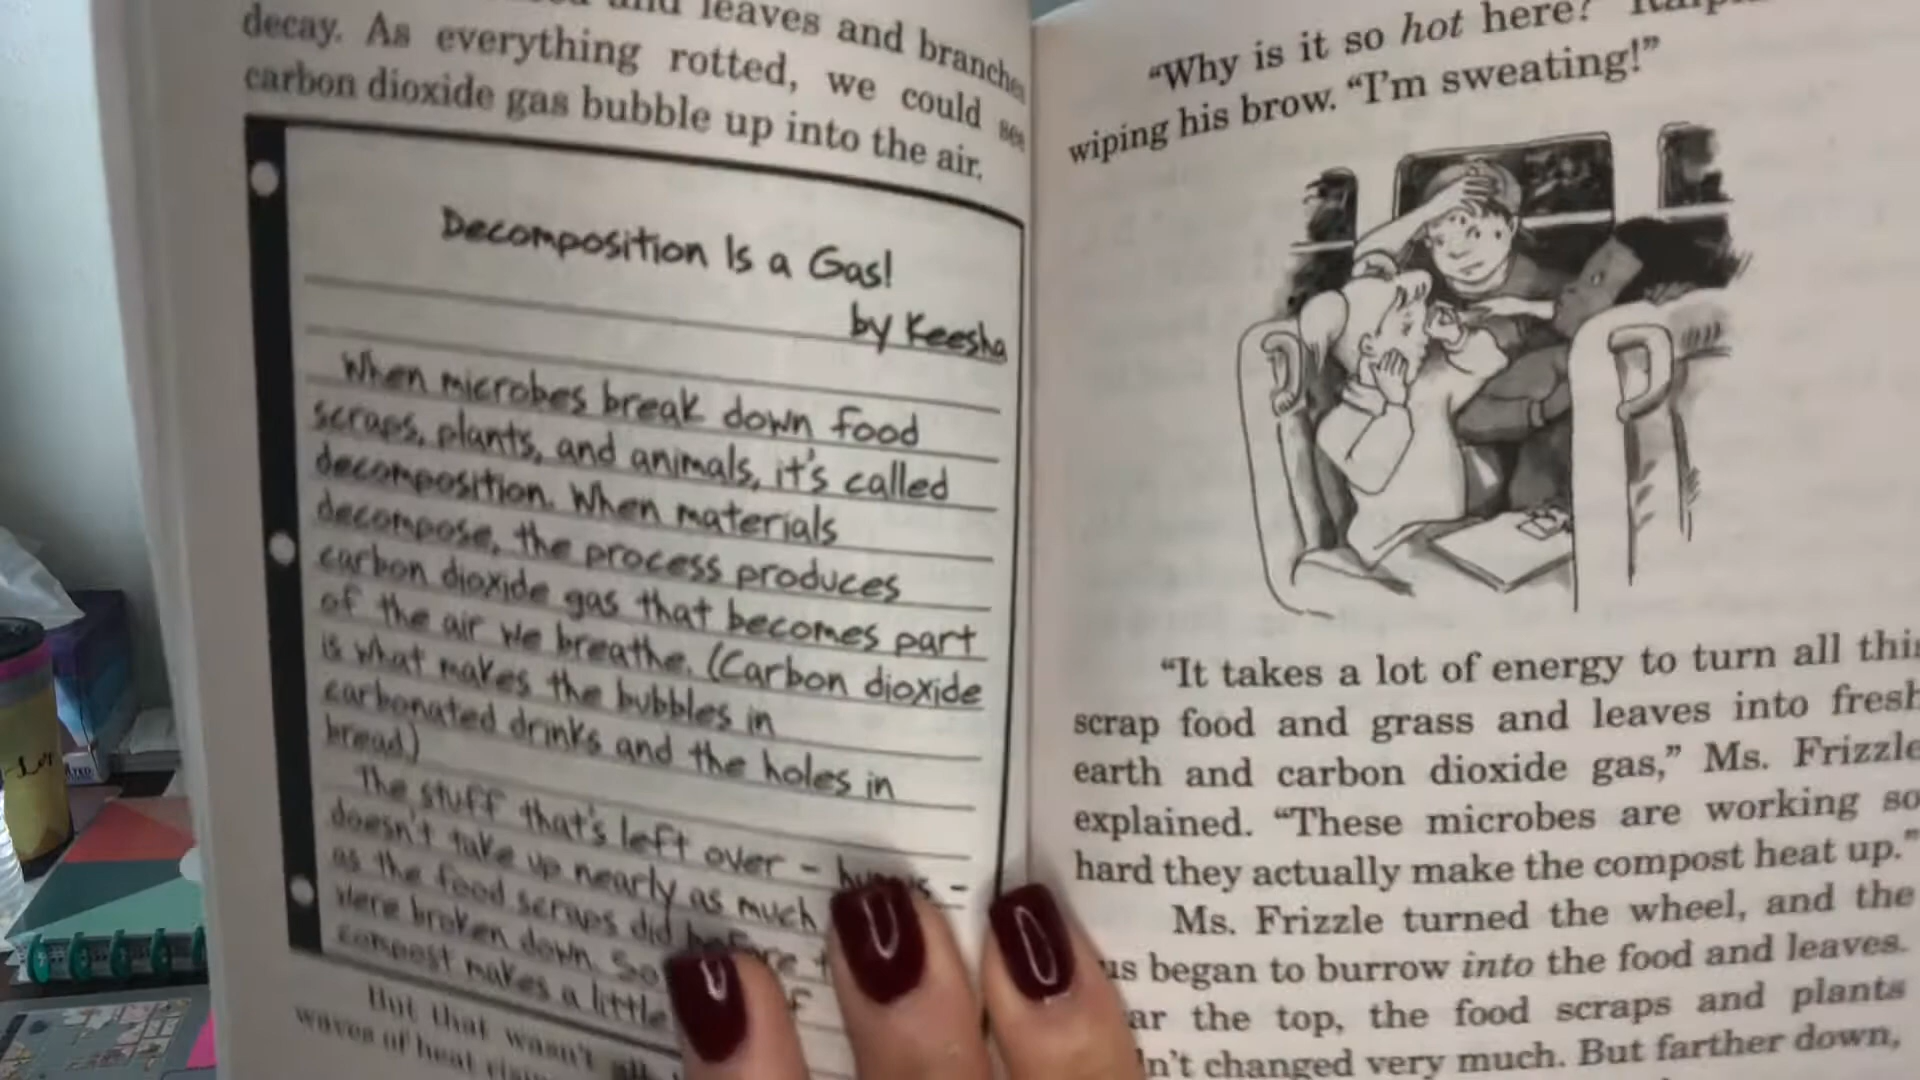 and leaves and branches
decay. As everything rotted, we could see
carbon dioxide gas bubble up into the air.
Decomposition Is a Gas!
by Keesha
When microbes break down food
scraps, plants, and animals, it's called
decomposition. When materials
decompose, the process produces
carbon dioxide gas that becomes part
of the air we breathe. (Carbon dioxide
is what makes the bubbles in
carbonated drinks and the holes in
bread)
The stuff that's left over - humus -
doesn't take up nearly as much
as the food scraps did before
were broken down. So
compost makes a little
But that wasn't all
waves of heat
"Why is it so hot here?"
wiping his brow. "I'm sweating!"
"It takes a lot of energy to turn all this
scrap food and grass and leaves into fresh
earth and carbon dioxide gas," Ms. Frizzle
explained. "These microbes are working so
hard they actually make the compost heat up."
Ms. Frizzle turned the wheel, and the
began to burrow into the food and leaves.
the top, the food scraps and plants
changed very much. But farther down,